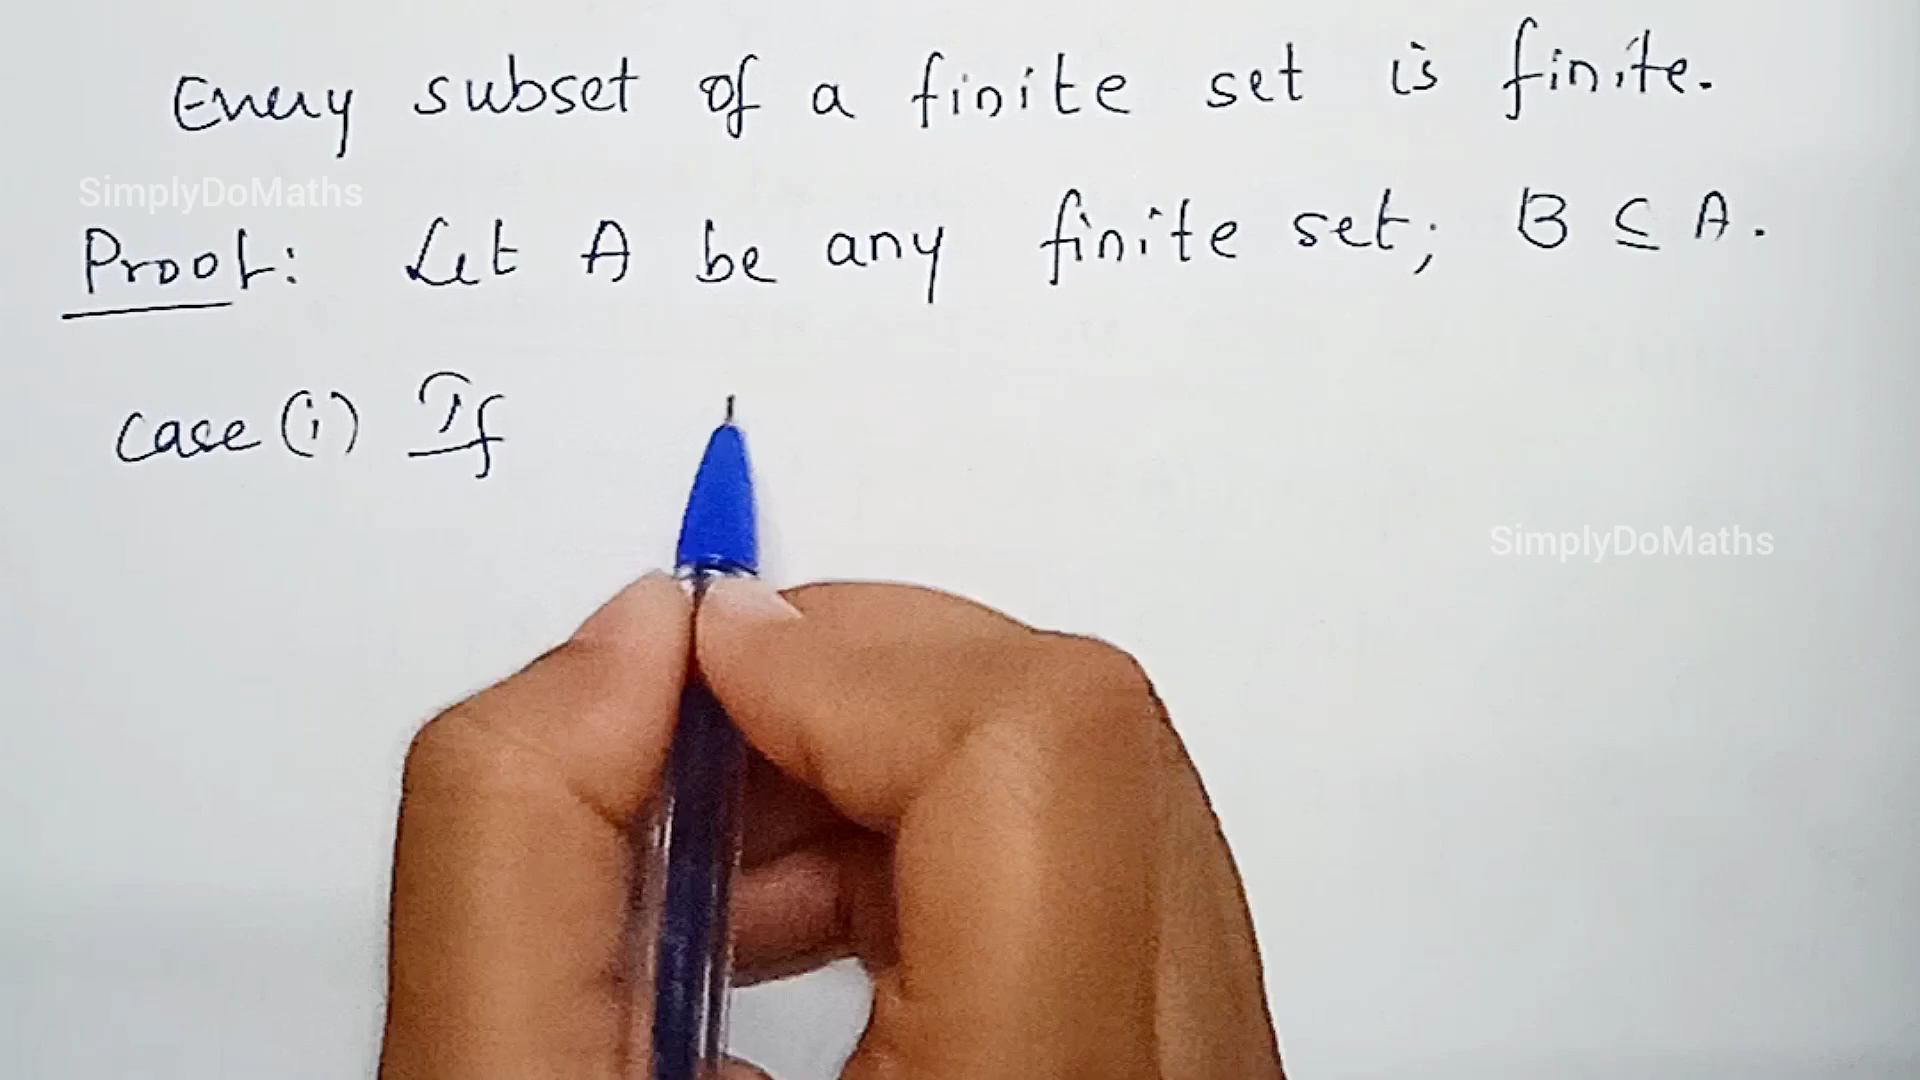 Every subset of a finite set is finite.
SimplyDoMaths
Proof: Let A be any finite set; B ⊆ A.
case (i) If
SimplyDoMaths